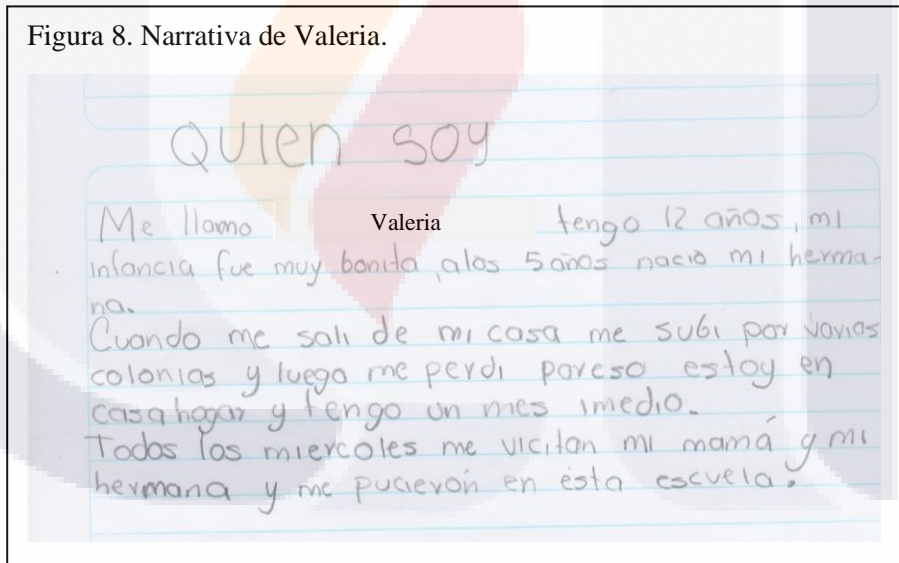 Figura 8. Narrativa de Valeria.
Quien soy
Me llamo Valeria tengo 12 años, mi
infancia fue muy bonita, alos 5 años nació mi herma-
na.
Cuando me sali de mi casa me subi por varias
colonias y luego me perdi poreso estoy en
casa hogar y tengo un mes imedio.
Todos los miercoles me vicitan mi mamá y mi
hermana y me pucierón en ésta escuela.